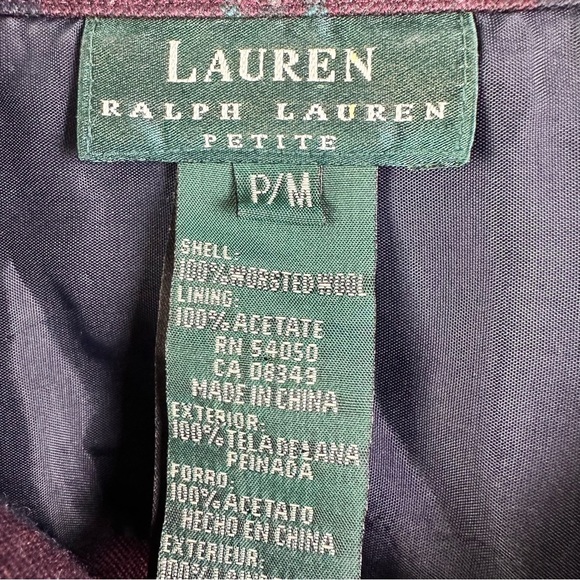 LAUREN
RALPH LAUREN
PETITE
P/M
SHELL:
100% WORSTED WOOL
LINING:
100% ACETATE
RN 54050
CA 08349
MADE IN CHINA
EXTERIOR:
100% TELA DE LANA
PEINADA
FORRO:
100% ACETATO
HECHO EN CHINA
EXTERIEUR: